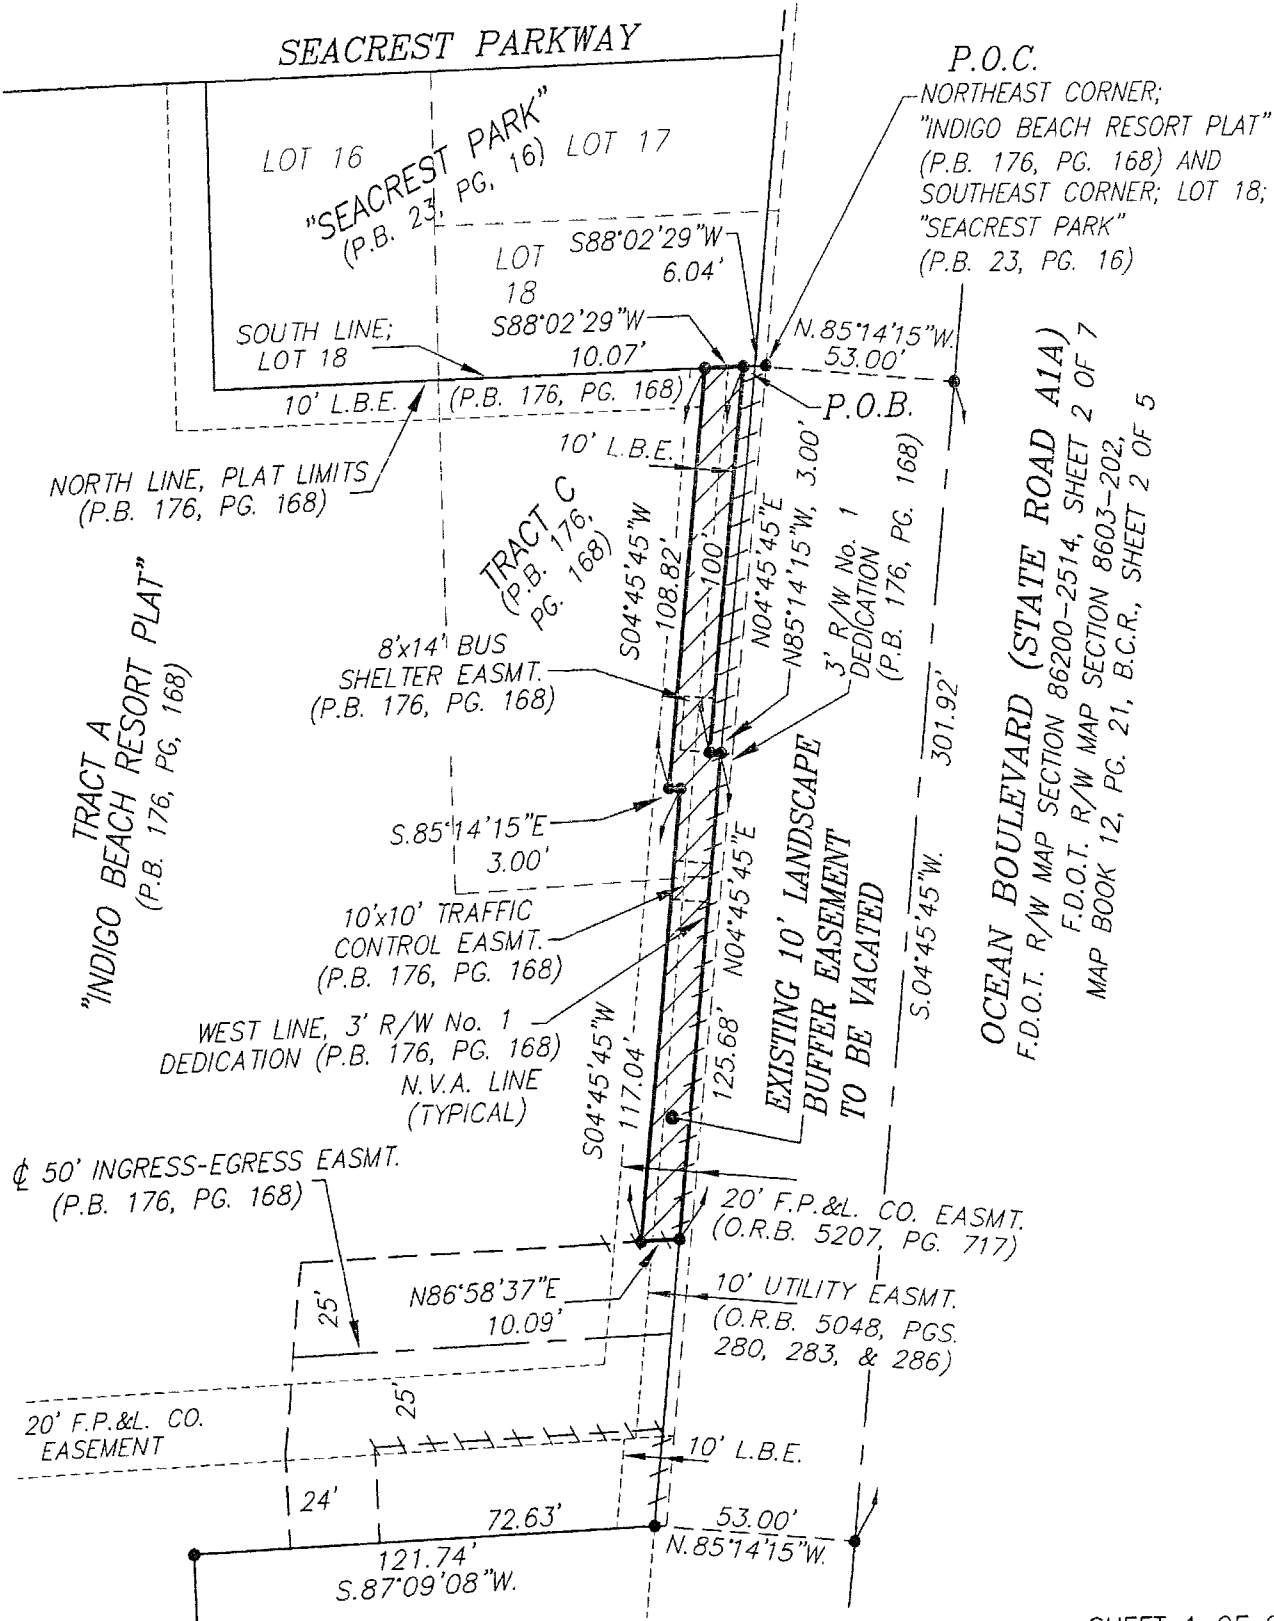 SEACREST PARKWAY
P.O.C.
NORTHEAST CORNER;
"INDIGO BEACH RESORT PLAT"
(P.B. 176, PG. 168) AND
SOUTHEAST CORNER; LOT 18;
"SEACREST PARK"
(P.B. 23, PG. 16)
LOT 16
"SEACREST PARK"
(P.B. 23, PG, 16)
LOT 17
LOT
18
S88°02'29"W
6.04'
S88°02'29"W
10.07'
N.85°14'15"W.
53.00'
SOUTH LINE;
LOT 18
10' L.B.E.
(P.B. 176, PG. 168)
P.O.B.
10' L.B.E.
NORTH LINE, PLAT LIMITS
(P.B. 176, PG. 168)
TRACT C
(P.B. 176,
PG. 168)
S04°45'45"W
108.82'
100'
N04°45'45"E
N85°14'15"W, 3.00'
3' R/W No. 1
DEDICATION
(P.B. 176, PG. 168)
OCEAN BOULEVARD (STATE ROAD A1A)
F.D.O.T. R/W MAP SECTION 86200-2514, SHEET 2 OF 7
F.D.O.T. R/W MAP SECTION 8603-202,
MAP BOOK 12, PG. 21, B.C.R., SHEET 2 OF 5
TRACT A
"INDIGO BEACH RESORT PLAT"
(P.B. 176, PG, 168)
8'x14' BUS
SHELTER EASMT.
(P.B. 176, PG. 168)
S.04°45'45"W. 301.92'
S.85°14'15"E
3.00'
10'x10' TRAFFIC
CONTROL EASMT.
(P.B. 176, PG. 168)
EXISTING 10' LANDSCAPE
BUFFER EASEMENT
TO BE VACATED
WEST LINE, 3' R/W No. 1
DEDICATION (P.B. 176, PG. 168)
N.V.A. LINE
(TYPICAL)
S04°45'45"W
117.04'
125.68'
N04°45'45"E
℄ 50' INGRESS-EGRESS EASMT.
(P.B. 176, PG. 168)
20' F.P.&L. CO. EASMT.
(O.R.B. 5207, PG. 717)
N86°58'37"E
10.09'
10' UTILITY EASMT.
(O.R.B. 5048, PGS.
280, 283, & 286)
25'
25'
20' F.P.&L. CO.
EASEMENT
10' L.B.E.
24'
72.63'
53.00'
N.85°14'15"W.
121.74'
S.87°09'08"W.